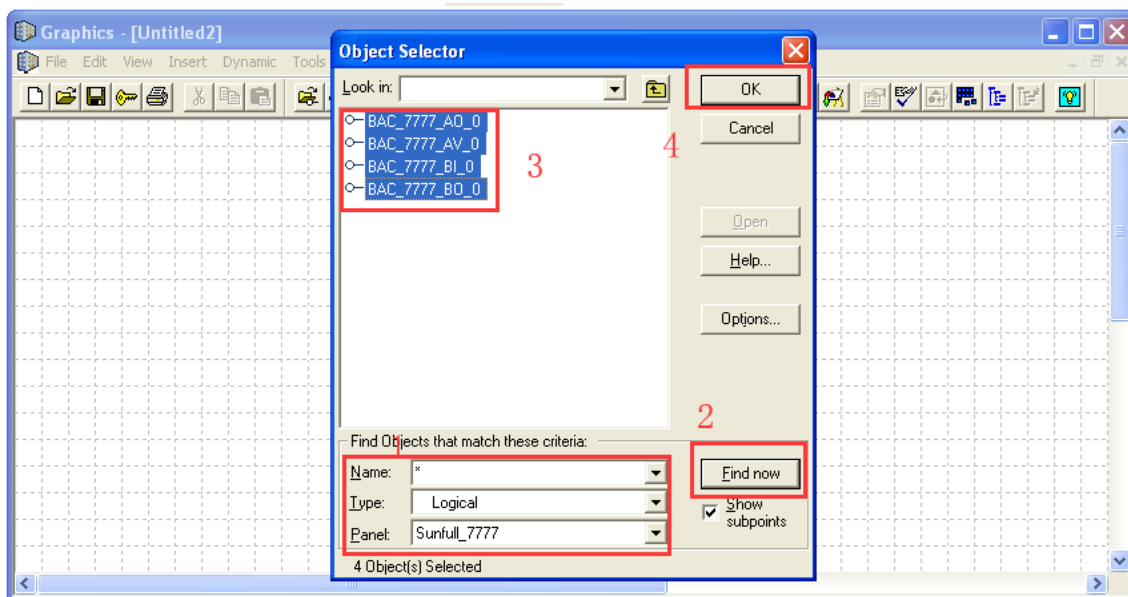 Graphics - [Untitled2]
File Edit View Insert Dynamic Tools
Object Selector
Look in:
OK
BAC_7777_AO_0
BAC_7777_AV_0
BAC_7777_BI_0
BAC_7777_BO_0
3
4
Cancel
Open
Help...
Options...
2
Find Objects that match these criteria:
1
Name: *
Find now
Type: Logical
Show subpoints
Panel: Sunfull_7777
4 Object(s) Selected